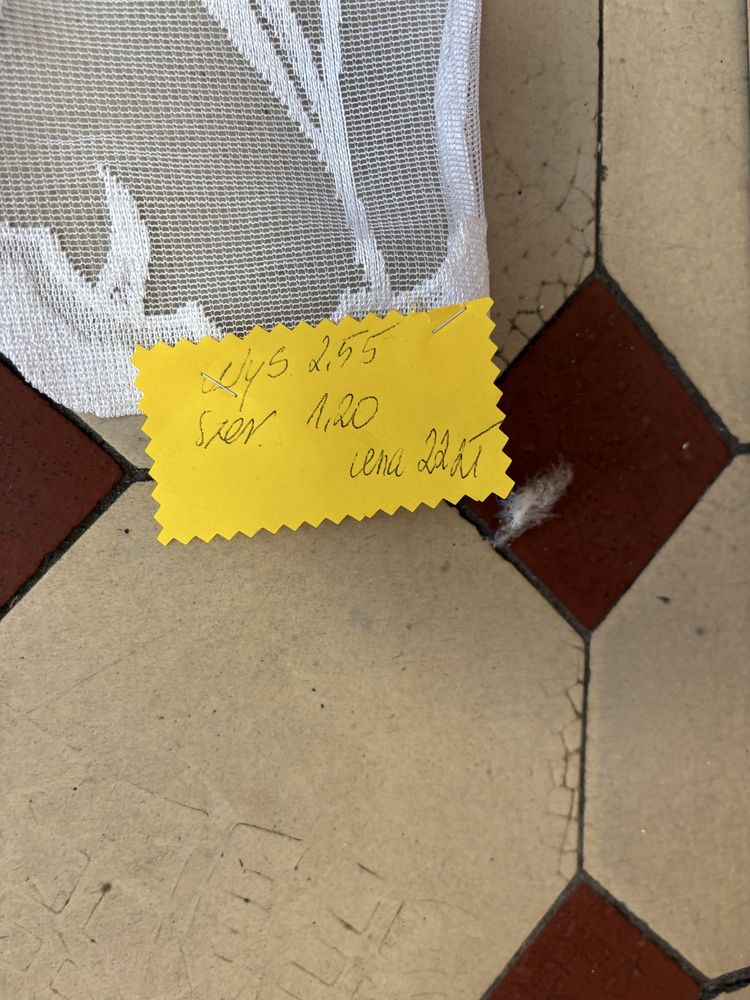 Wys. 2,55
szer. 1,20
cena 22 zł